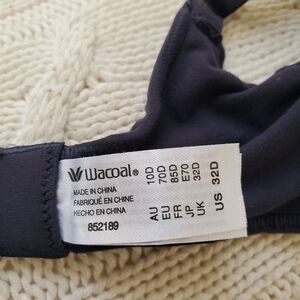 Wacoal®
MADE IN CHINA
FABRIQUÉ EN CHINE
HECHO EN CHINA
852189
AU 10D
EU 70D
FR 85D
JP E70
UK 32D
US 32D